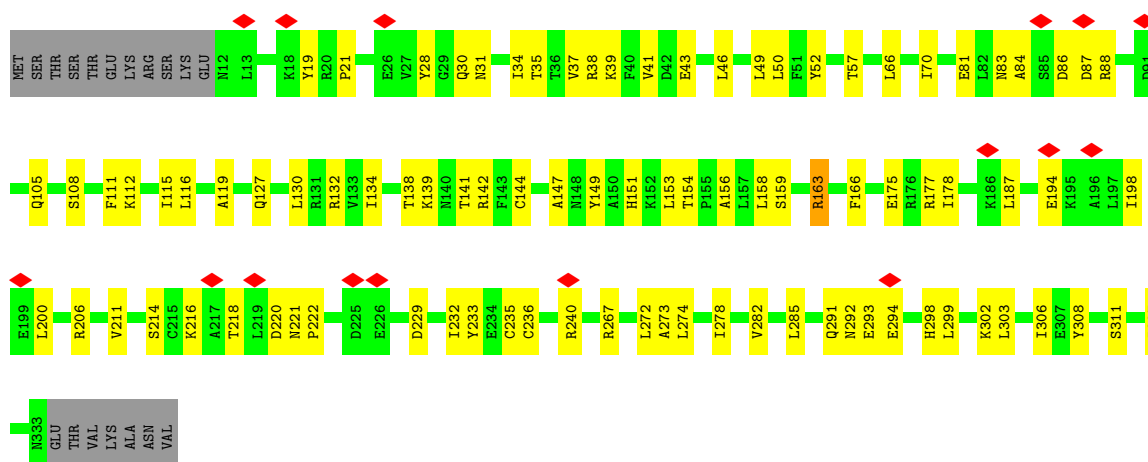 MET SER THR SER THR GLU LYS ARG SER LYS GLU N12 L13 K18 Y19 R20 P21 E26 V27 Y28 G29 Q30 N31 I34 T35 T36 V37 R38 K39 F40 V41 D42 E43 L46 L49 L50 F51 Y52 T57 L66 I70 E81 L82 N83 A84 S85 D86 D87 R88 D91
Q105 S108 F111 K112 I115 L116 A119 Q127 L130 R131 R132 V133 I134 T138 K139 N140 T141 R142 F143 C144 A147 N148 Y149 A150 H151 K152 L153 T154 P155 A156 L157 L158 S159 R163 F166 E175 R176 R177 I178 K186 L187 E194 K195 A196 L197 I198
E199 L200 R206 V211 S214 C215 K216 A217 T218 L219 D220 N221 P222 D225 E226 D229 I232 Y233 E234 C235 C236 R240 R267 L272 A273 L274 I278 V282 L285 Q291 N292 E293 E294 H298 L299 K302 L303 I306 E307 Y308 S311
N333 GLU THR VAL LYS ALA ASN VAL